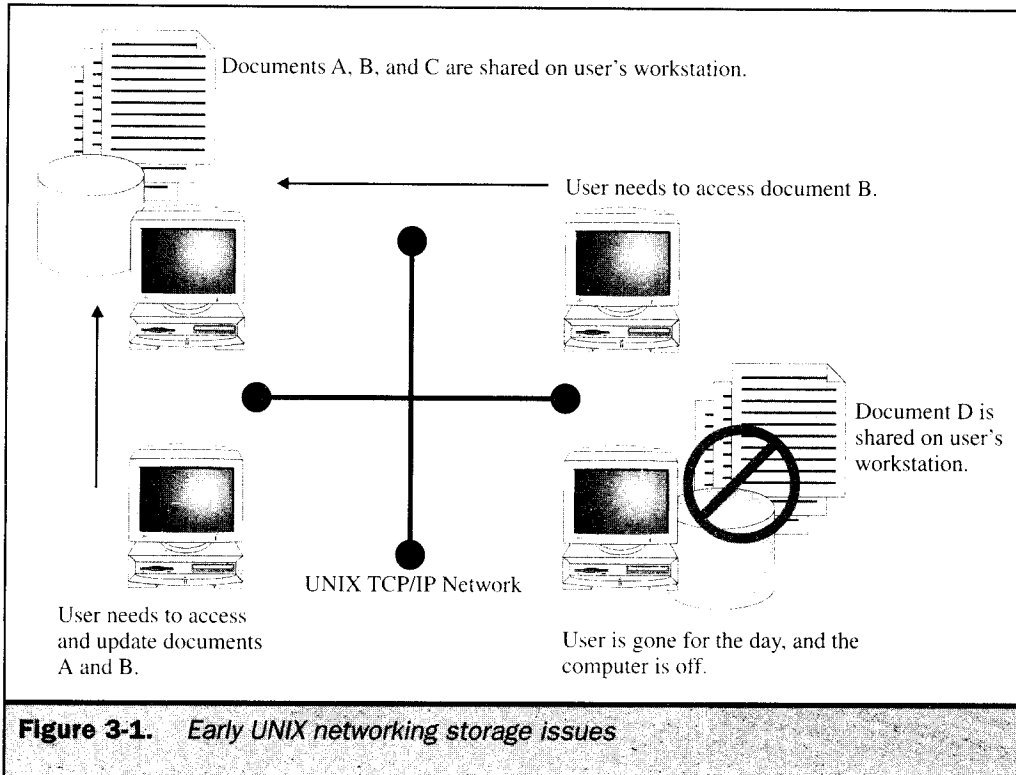 Documents A, B, and C are shared on user's workstation.
User needs to access document B.
Document D is
shared on user's
workstation.
UNIX TCP/IP Network
User needs to access
and update documents
A and B.
User is gone for the day, and the
computer is off.
Figure 3-1. Early UNIX networking storage issues